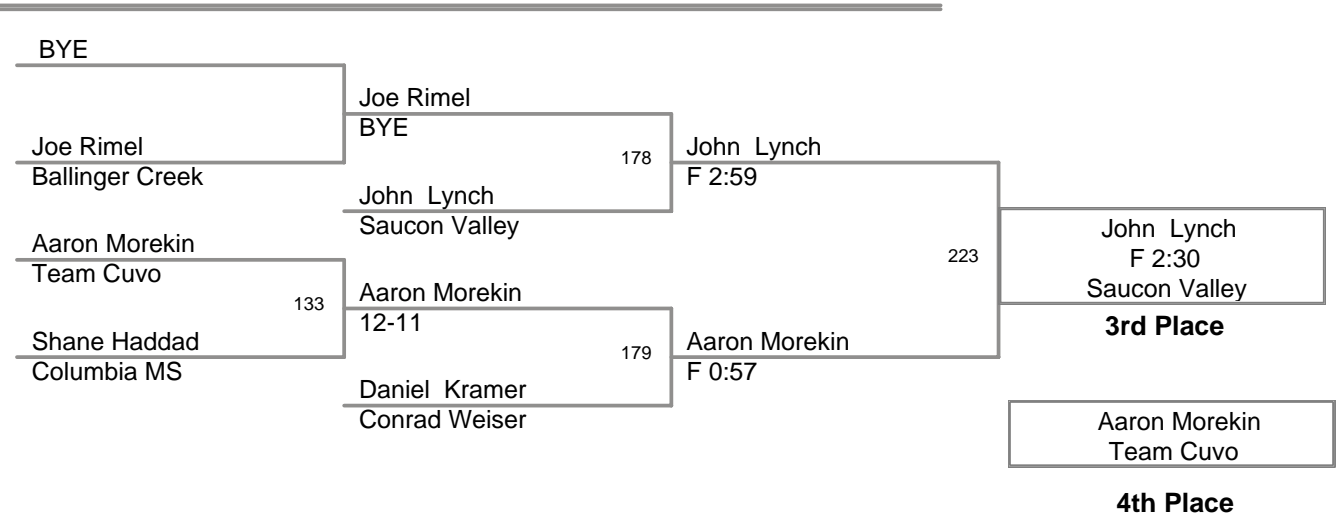 BYE
Joe Rimel
Ballinger Creek
Aaron Morekin
Team Cuvo
133
Shane Haddad
Columbia MS
Joe Rimel
BYE
178
John Lynch
Saucon Valley
Aaron Morekin
12-11
179
Daniel Kramer
Conrad Weiser
John Lynch
F 2:59
223
Aaron Morekin
F 0:57
John Lynch
F 2:30
Saucon Valley
3rd Place
Aaron Morekin
Team Cuvo
4th Place